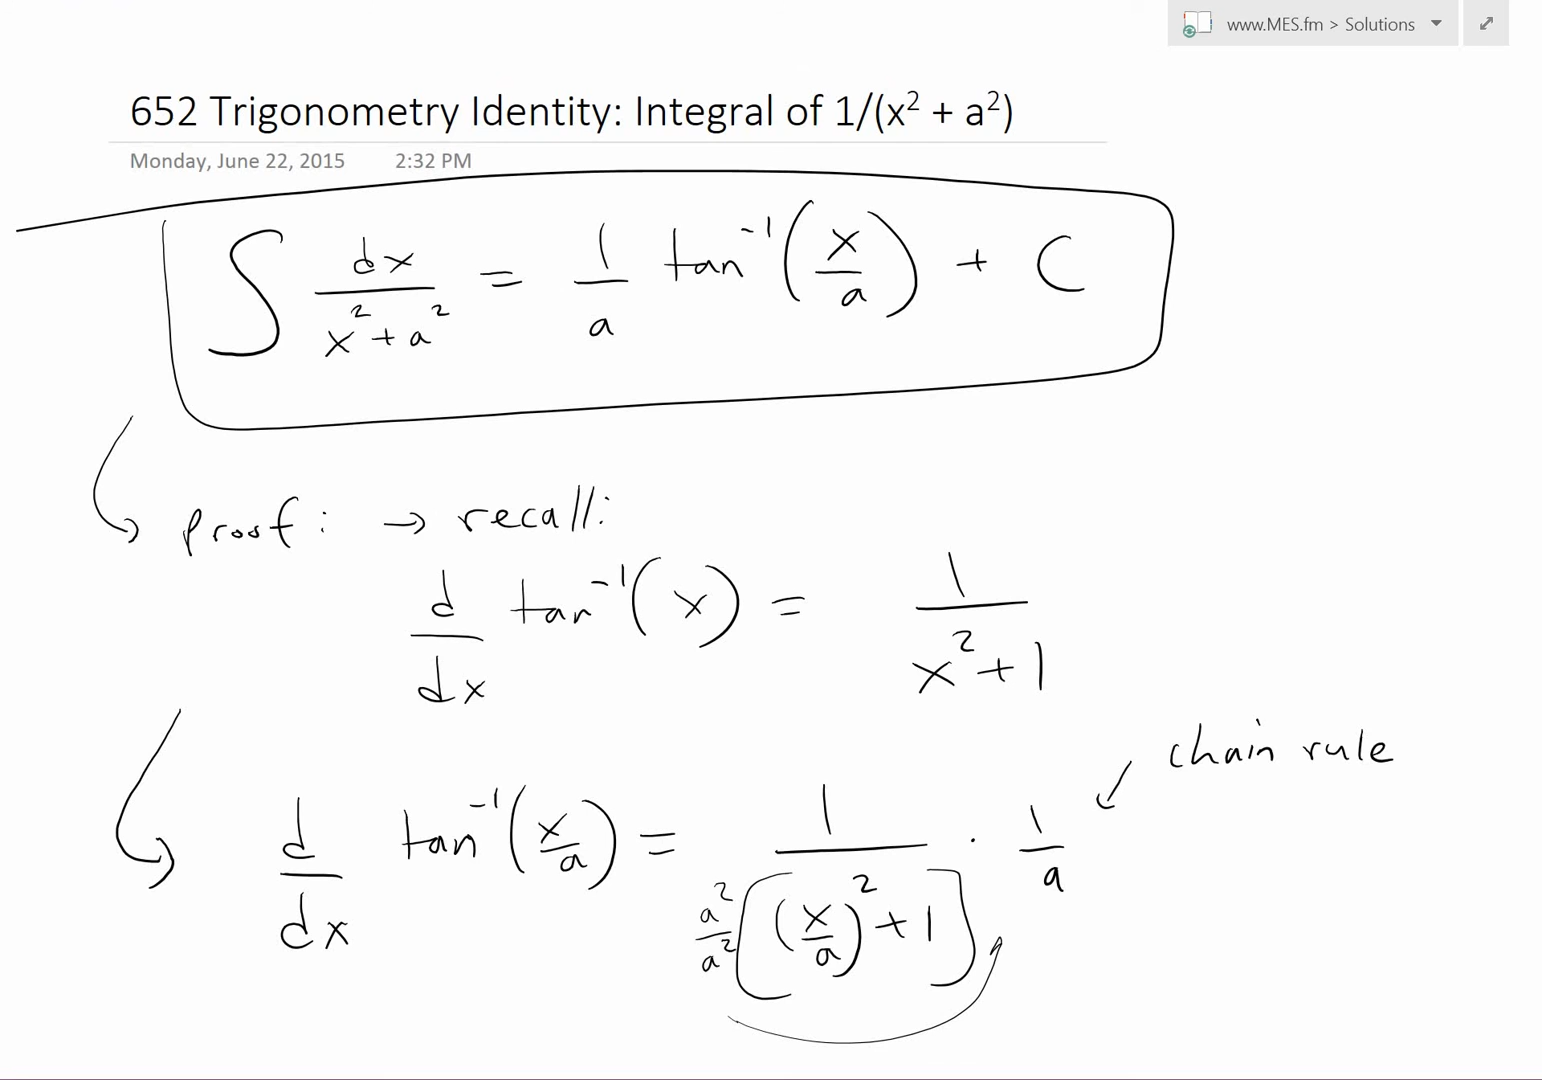 www.MES.fm > Solutions
652 Trigonometry Identity: Integral of 1/(x² + a²)
Monday, June 22, 2015 2:32 PM
∫ dx/(x² + a²) = 1/a tan⁻¹(x/a) + C
proof: → recall:
d/dx tan⁻¹(x) = 1/(x² + 1)
chain rule
d/dx tan⁻¹(x/a) = 1/(a²/a² [(x/a)² + 1]) · 1/a